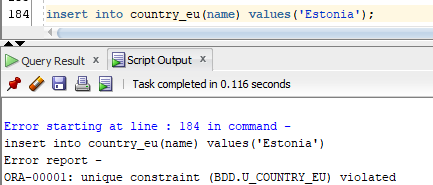 184 insert into country_eu(name) values('Estonia');
Query Result x Script Output x
Task completed in 0.116 seconds
Error starting at line : 184 in command -
insert into country_eu(name) values('Estonia')
Error report -
ORA-00001: unique constraint (BDD.U_COUNTRY_EU) violated